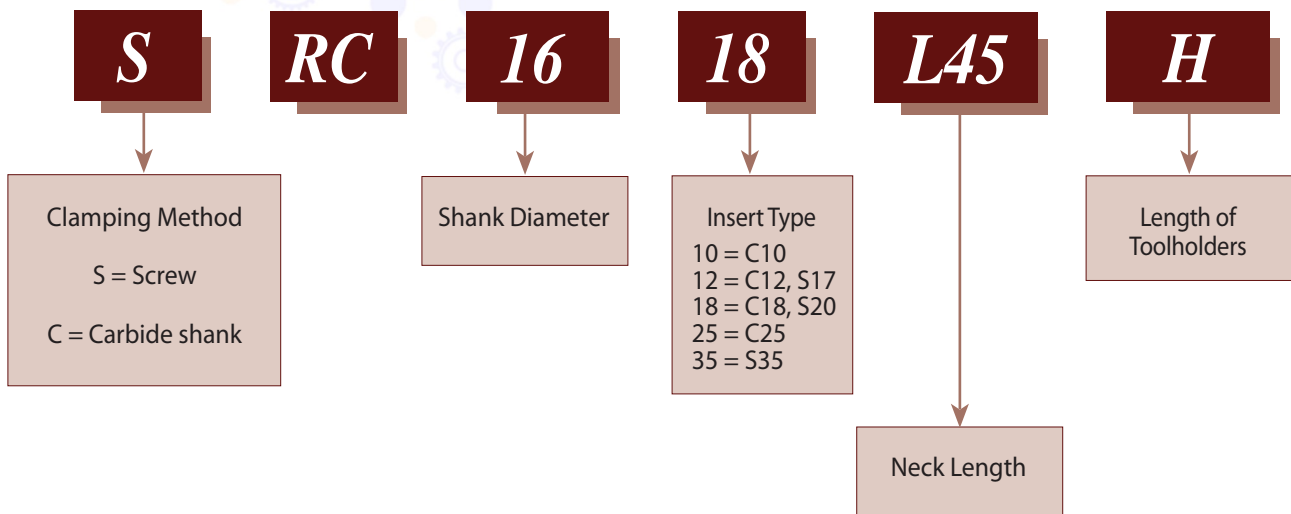 S RC 16 18 L45 H
Clamping Method
S = Screw
C = Carbide shank
Shank Diameter
Insert Type
10 = C10
12 = C12, S17
18 = C18, S20
25 = C25
35 = S35
Length of
Toolholders
Neck Length